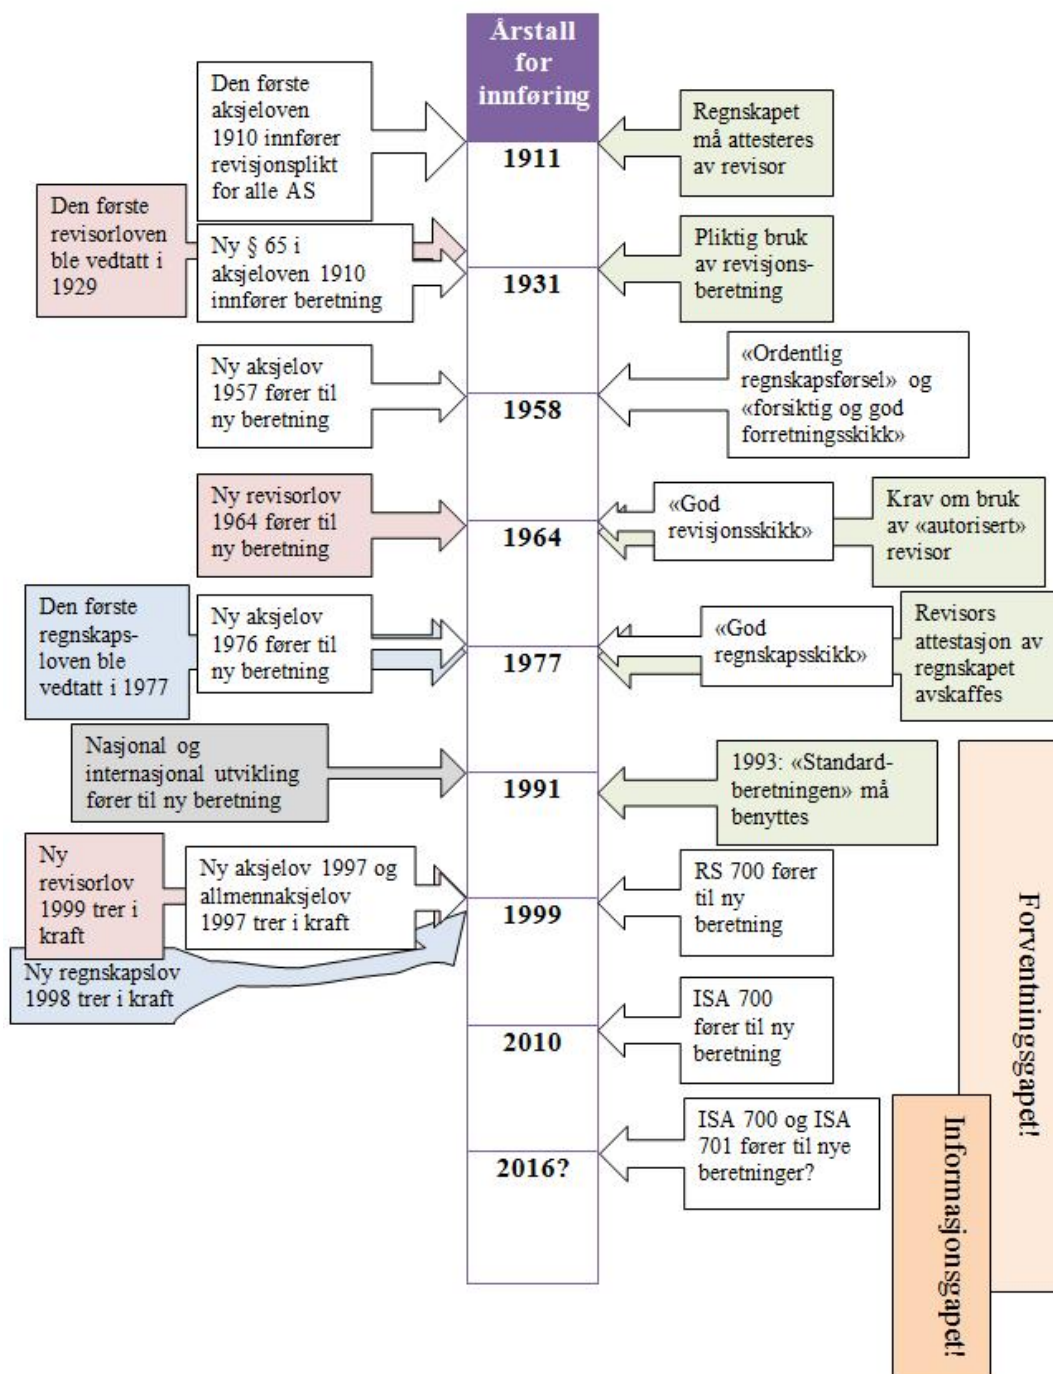 Årstall
for
innføring
Den første
aksjeloven
1910 innfører
revisjonsplikt
for alle AS
1911
Regnskapet
må attesteres
av revisor
Den første
revisorloven
ble vedtatt i
1929
Ny § 65 i
aksjeloven 1910
innfører beretning
1931
Pliktig bruk
av revisjons-
beretning
Ny aksjelov
1957 fører til
ny beretning
1958
«Ordentlig
regnskapsførsel» og
«forsiktig og god
forretningsskikk»
Ny revisorlov
1964 fører til
ny beretning
1964
«God
revisjonsskikk»
Krav om bruk
av «autorisert»
revisor
Den første
regnskaps-
loven ble
vedtatt i 1977
Ny aksjelov
1976 fører til
ny beretning
1977
«God
regnskapsskikk»
Revisors
attestasjon av
regnskapet
avskaffes
Nasjonal og
internasjonal utvikling
fører til ny beretning
1991
1993: «Standard-
beretningen» må
benyttes
Ny
revisorlov
1999 trer i
kraft
Ny aksjelov 1997 og
allmennaksjelov
1997 trer i kraft
Ny regnskapslov
1998 trer i kraft
1999
RS 700 fører
til ny
beretning
2010
ISA 700
fører til ny
beretning
2016?
ISA 700 og ISA
701 fører til nye
beretninger?
Forventningsgapet!
Informasjonsgapet!